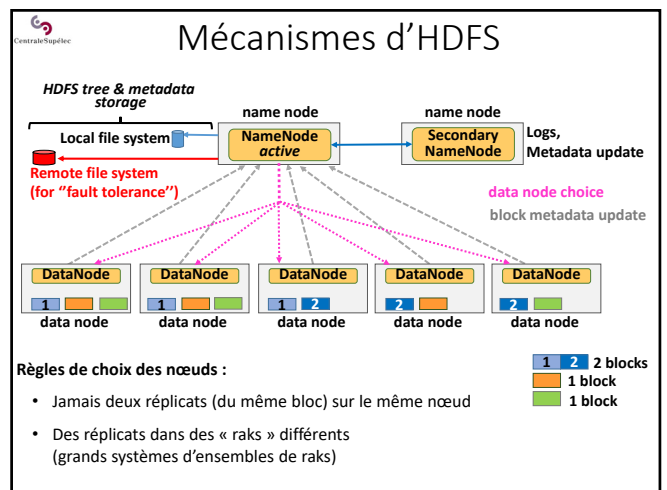 CentraleSupélec
Mécanismes d’HDFS
HDFS tree & metadata
storage
Local file system
Remote file system
(for ‘‘fault tolerance’’)
name node
NameNode
active
name node
Secondary
NameNode
Logs,
Metadata update
data node choice
block metadata update
DataNode
1
data node
DataNode
1
data node
DataNode
1 2
data node
DataNode
2
data node
DataNode
2
data node
1 2 2 blocks
1 block
1 block
Règles de choix des nœuds :
• Jamais deux réplicats (du même bloc) sur le même nœud
• Des réplicats dans des « raks » différents
(grands systèmes d’ensembles de raks)